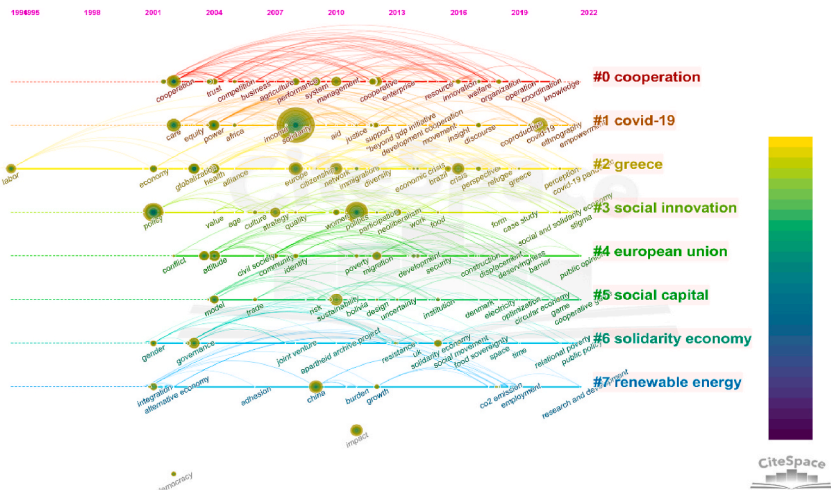 1995
1998
2001
2004
2007
2010
2013
2016
2019
2022
cooperation
trust
competition
business
agriculture
performance
system
management
cooperative
enterprise
resource
innovation
welfare
organization
operation
coordination
knowledge
#0 cooperation
care
equity
power
africa
solidarity
aid
justice
support
"beyond gdp initiative
development cooperation
movement
insight
discourse
coproduction
covid-19
ethnography
empowerment
#1 covid-19
labor
economy
globalization
health
alliance
europe
citizenship
network
immigration
diversity
economic crisis
brazil
crisis
perspective
refugee
greece
perception
covid-19 pandemic
#2 greece
policy
value
age
culture
strategy
quality
women
politics
participation
neoliberalism
work
food
form
case study
social and solidarity economy
stigma
#3 social innovation
conflict
attitude
civil society
community
identity
poverty
migration
development
security
construction
displacement
deservingness
barrier
public opinion
#4 european union
model
trade
risk
sustainability
bolivia
design
uncertainty
institution
denmark
electricity
optimization
circular economy
game
cooperative game
#5 social capital
gender
governance
joint venture
apartheid archive project
resistance
uk
solidarity economy
social movement
food sovereignty
space
time
relational poverty
public policy
#6 solidarity economy
integration
alternative economy
adhesion
china
burden
growth
co2 emission
employment
research and development
#7 renewable energy
impact
democracy
CiteSpace